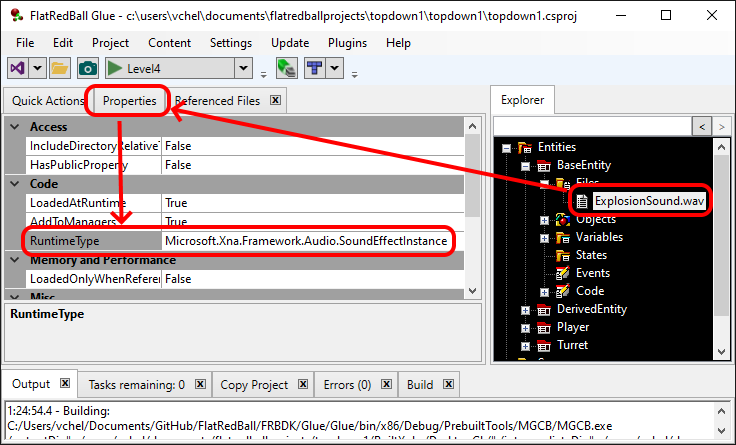 FlatRedBall Glue - c:\users\vchel\documents\flatredballprojects\topdown1\topdown1\topdown1.csproj
File Edit Project Content Settings Update Plugins Help
Level4
Quick Actions Properties Referenced Files
Explorer
Access
IncludeDirectoryRelative
False
HasPublicProperty False
Code
LoadedAtRuntime True
AddToManagers True
RuntimeType Microsoft.Xna.Framework.Audio.SoundEffectInstance
Memory and Performance
LoadedOnlyWhenReferen False
Misc
RuntimeType
< >
Entities
BaseEntity
Files
ExplosionSound.wav
Objects
Variables
States
Events
Code
DerivedEntity
Player
Turret
Output Tasks remaining: 0 Copy Project Errors (0) Build
1:24:54.4 - Building:
C:/Users/vchel/Documents/GitHub/FlatRedBall/FRBDK/Glue/Glue/bin/x86/Debug/PrebuiltTools/MGCB/MGCB.exe